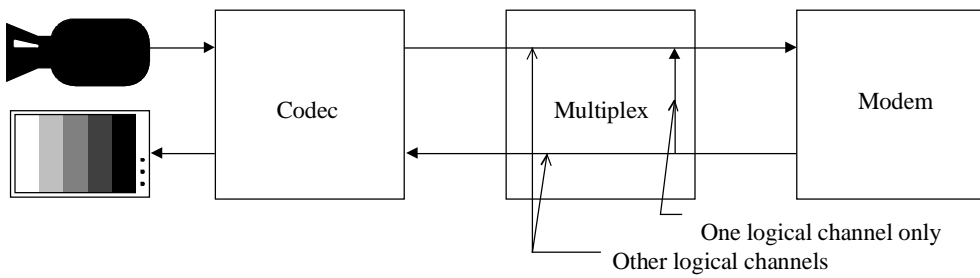 Codec
Multiplex
Modem
One logical channel only
Other logical channels